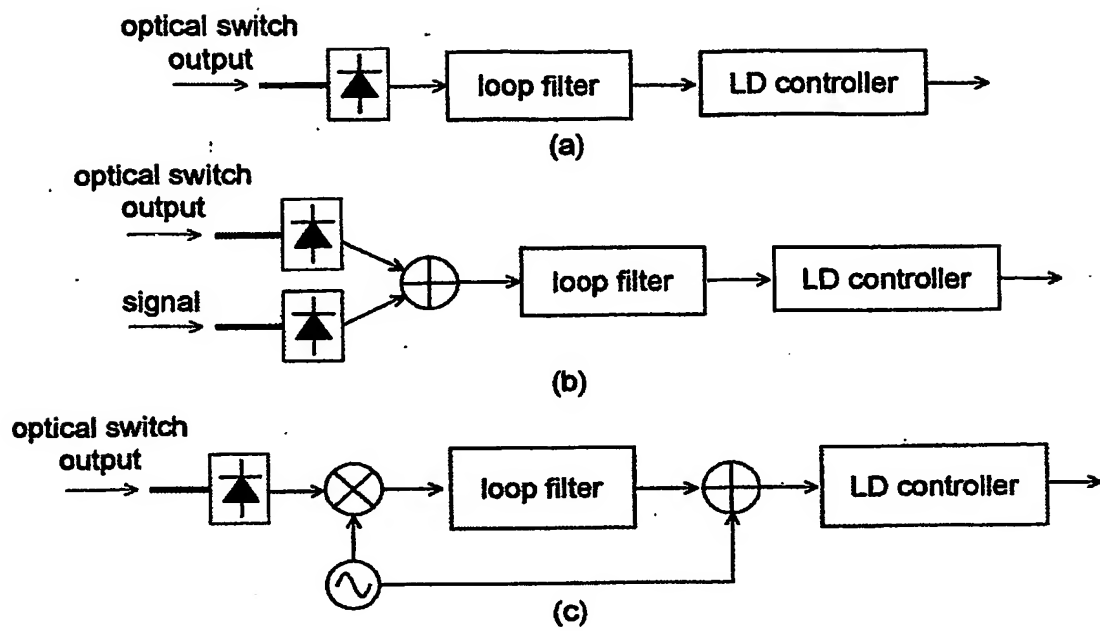 optical switch
output
loop filter
LD controller
(a)
optical switch
output
loop filter
LD controller
signal
(b)
optical switch
output
loop filter
LD controller
(c)